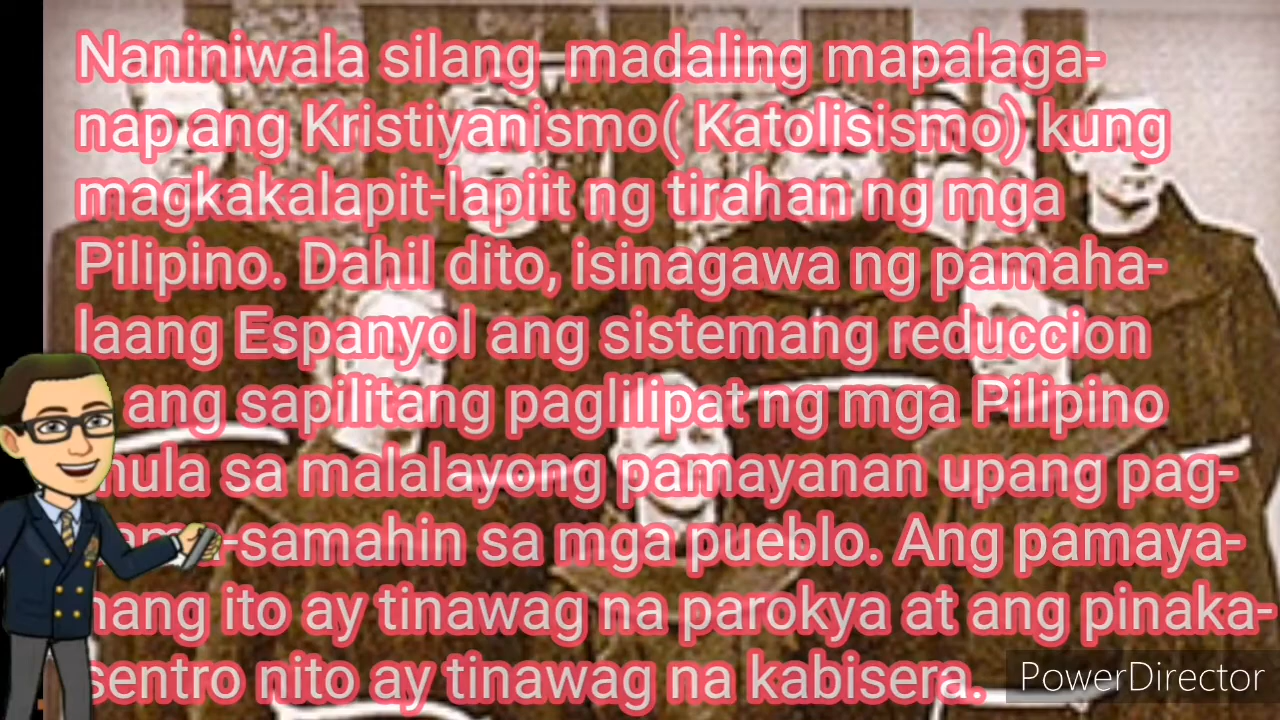 Naniniwala silang madaling mapalaga-
nap ang Kristiyanismo( Katolisismo) kung
magkakalapit-lapiit ng tirahan ng mga
Pilipino. Dahil dito, isinagawa ng pamaha-
laang Espanyol ang sistemang reduccion
ang sapilitang paglilipat ng mga Pilipino
mula sa malalayong pamayanan upang pag-
-samahin sa mga pueblo. Ang pamaya-
nang ito ay tinawag na parokya at ang pinaka-
sentro nito ay tinawag na kabisera.
PowerDirector